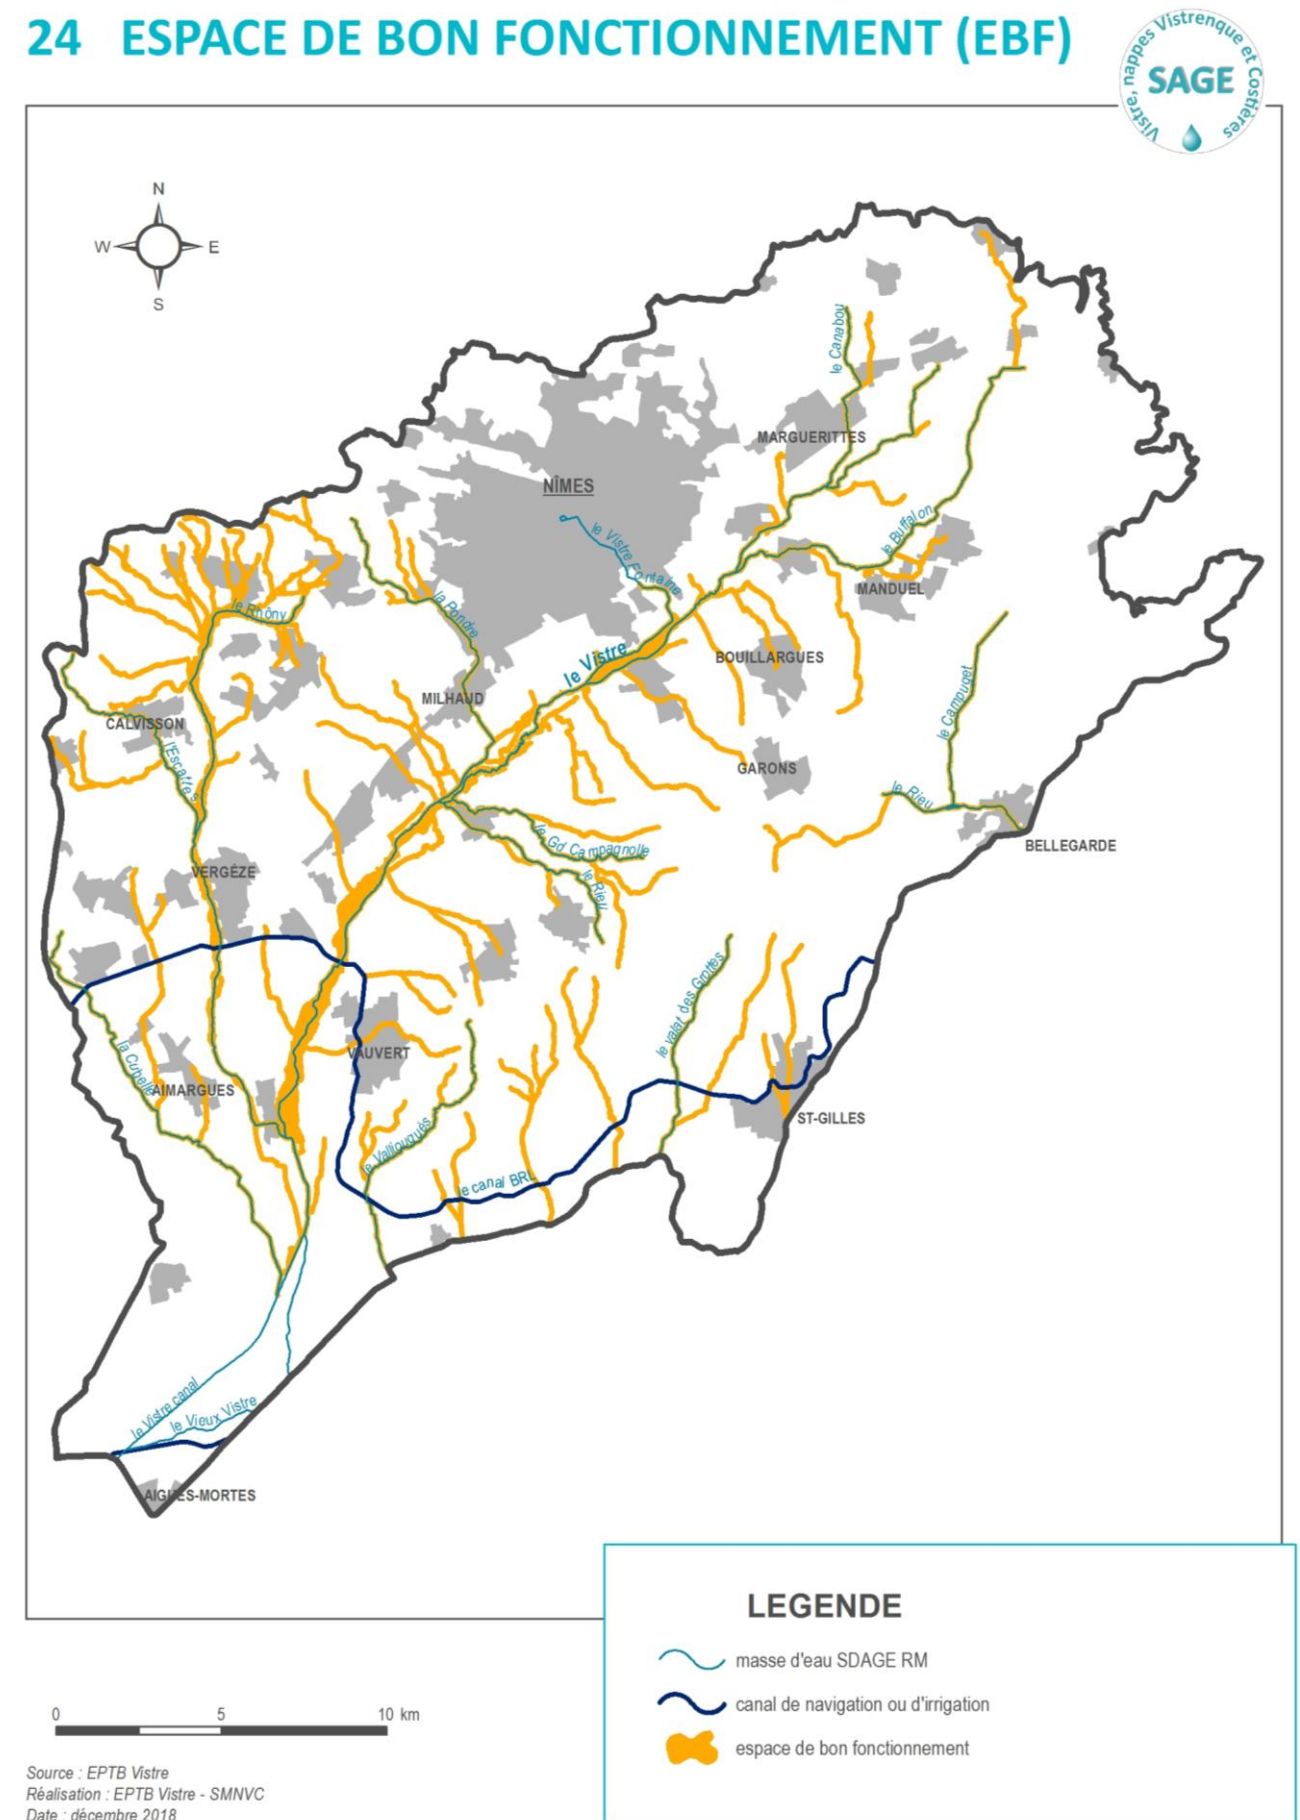 24 ESPACE DE BON FONCTIONNEMENT (EBF)
Vistre, nappes Vistrenque et Costières
SAGE
N
W E
S
le Canabou
MARGUERITTES
NÎMES
le Vistre Fontaine
le Buffalon
MANDUEL
le Rhôny
la Pondre
BOUILLARGUES
le Vistre
MILHAUD
le Campuget
CALVISSON
l'Escattes
GARONS
le Rieu
BELLEGARDE
le Gd Campagnolle
VERGÈZE
le Rieu
le valat des Grottes
la Cubelle
VAUVERT
AIMARGUES
ST-GILLES
le Valliouguès
le canal BRL
le Vistre canal
le Vieux Vistre
AIGUES-MORTES
LEGENDE
masse d'eau SDAGE RM
canal de navigation ou d'irrigation
espace de bon fonctionnement
0 5 10 km
Source : EPTB Vistre
Réalisation : EPTB Vistre - SMNVC
Date : décembre 2018